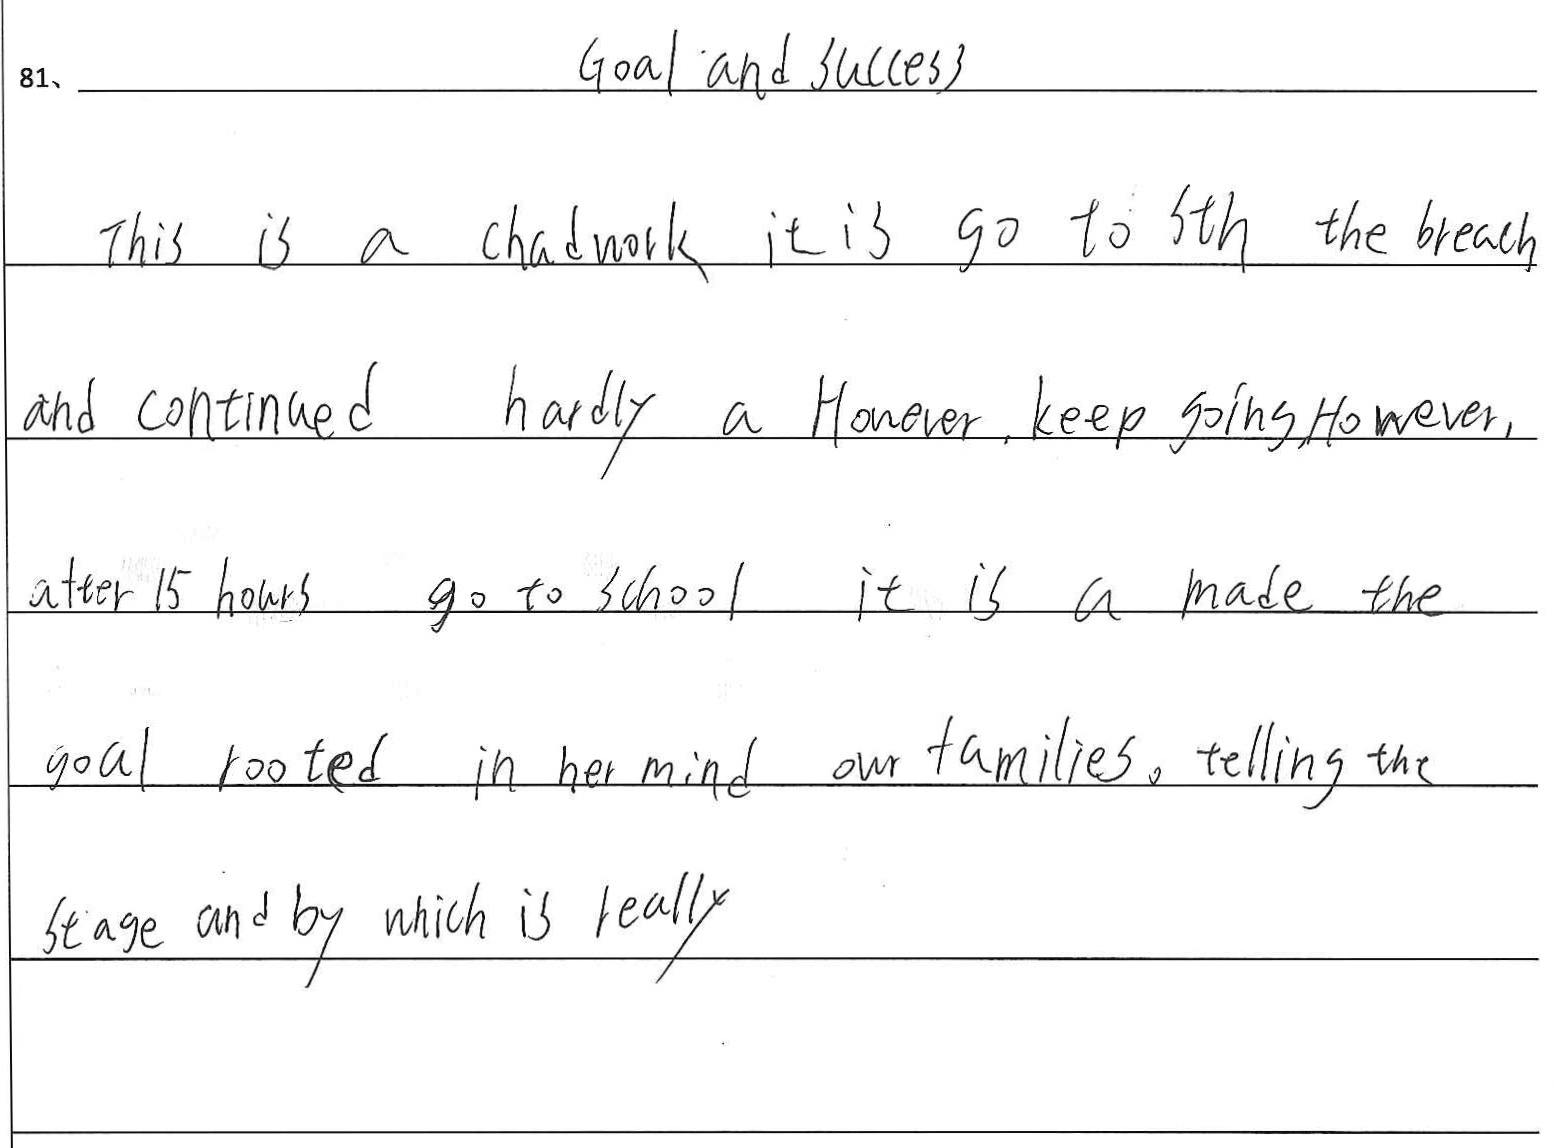 81、 Goal and success
This is a chadwork it is go to sth the breach
and continued hardly a Honever, keep going, However,
after 15 hours go to school it is a made the
goal rooted in her mind our families。 telling the
stage and by which is really